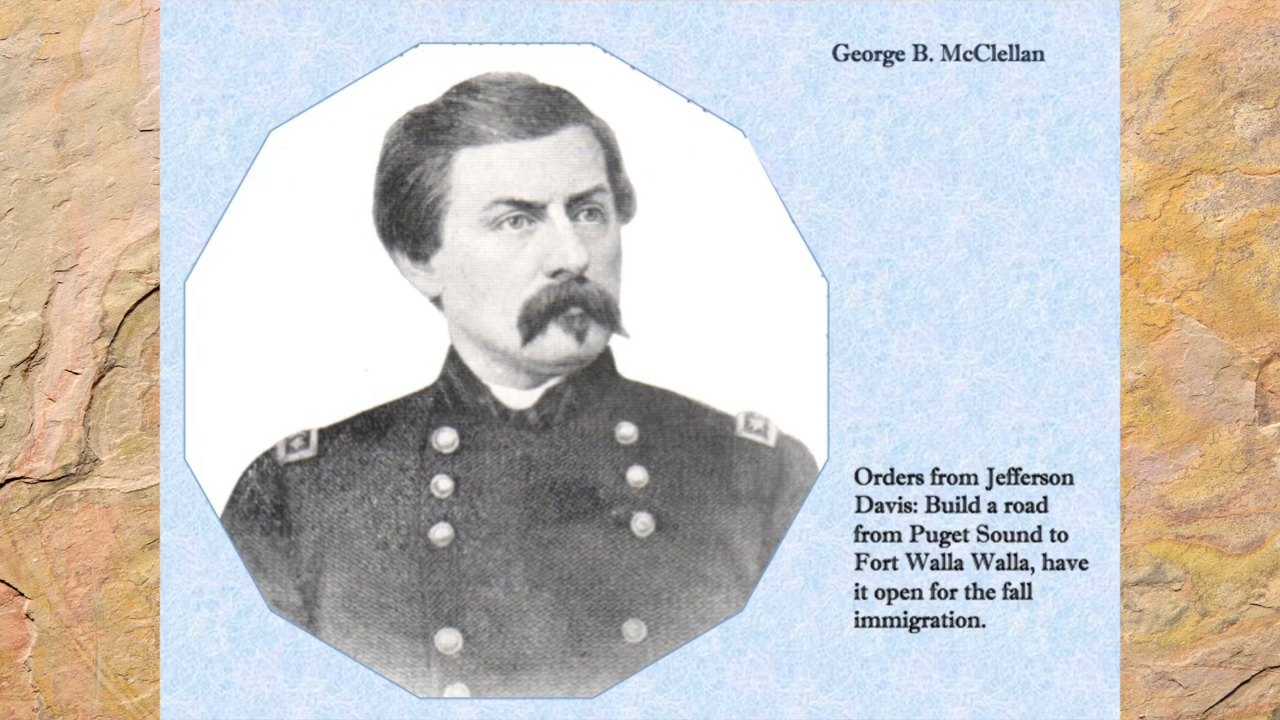 George B. McClellan
Orders from Jefferson
Davis: Build a road
from Puget Sound to
Fort Walla Walla, have
it open for the fall
immigration.